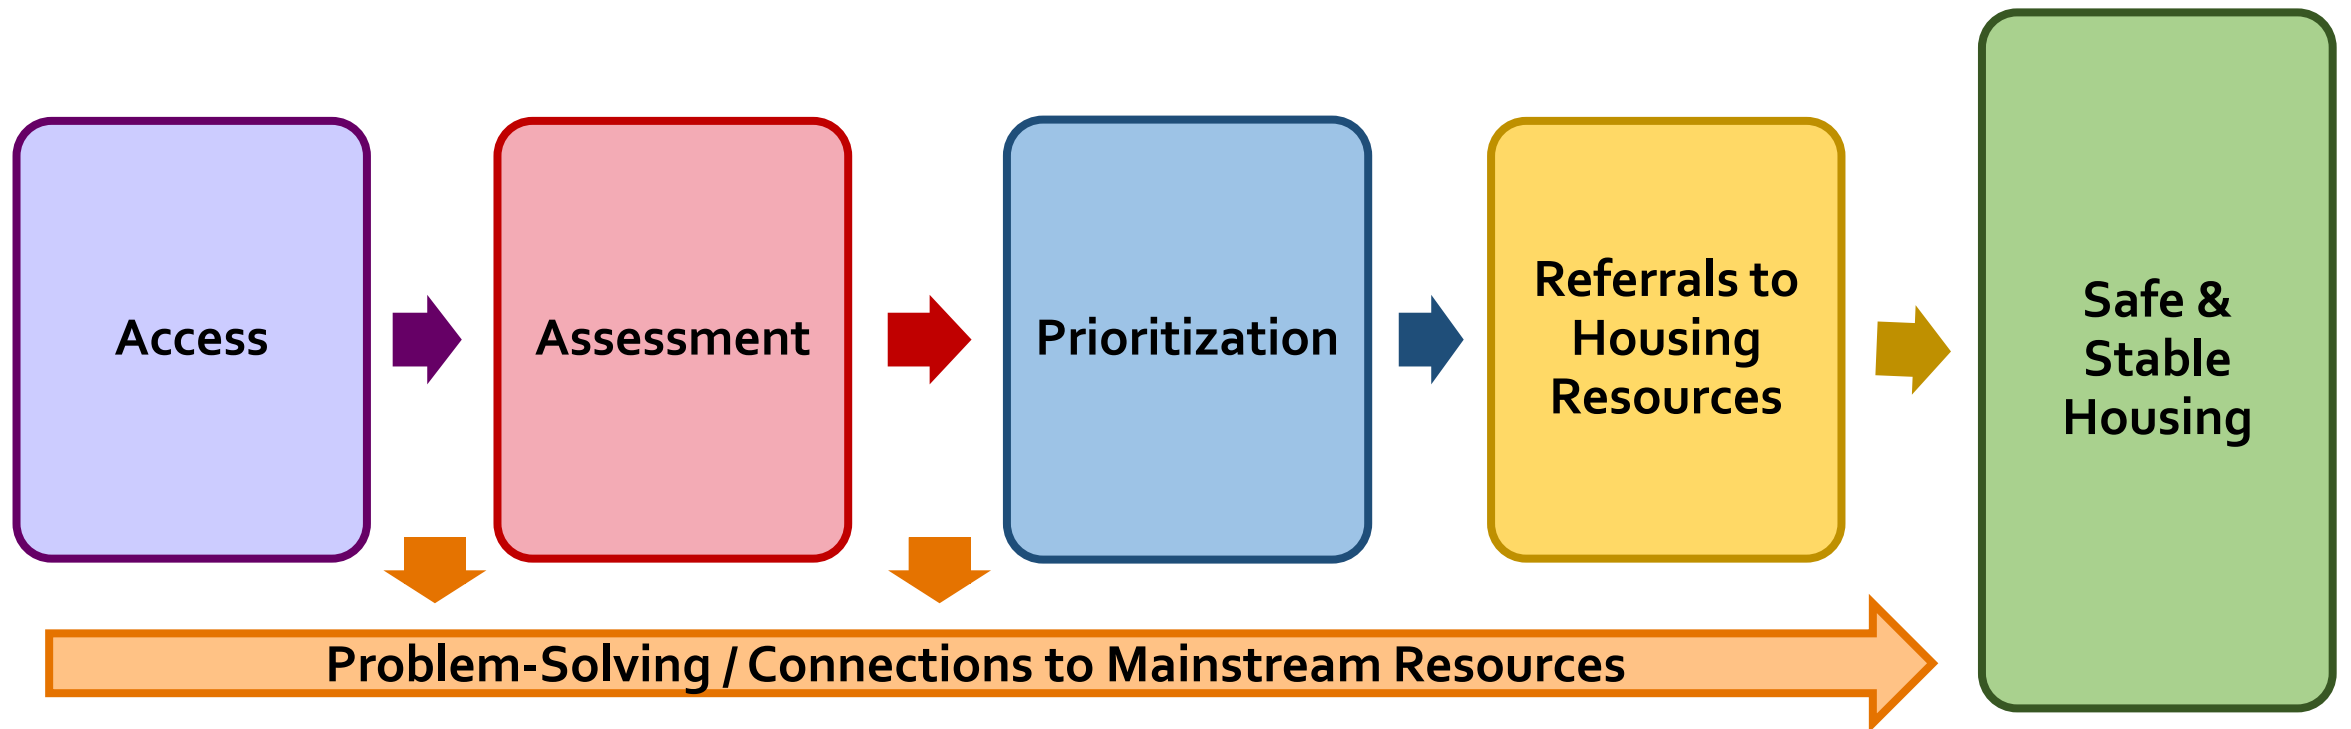 Access
Assessment
Prioritization
Referrals to
Housing
Resources
Safe &
Stable
Housing
Problem-Solving / Connections to Mainstream Resources